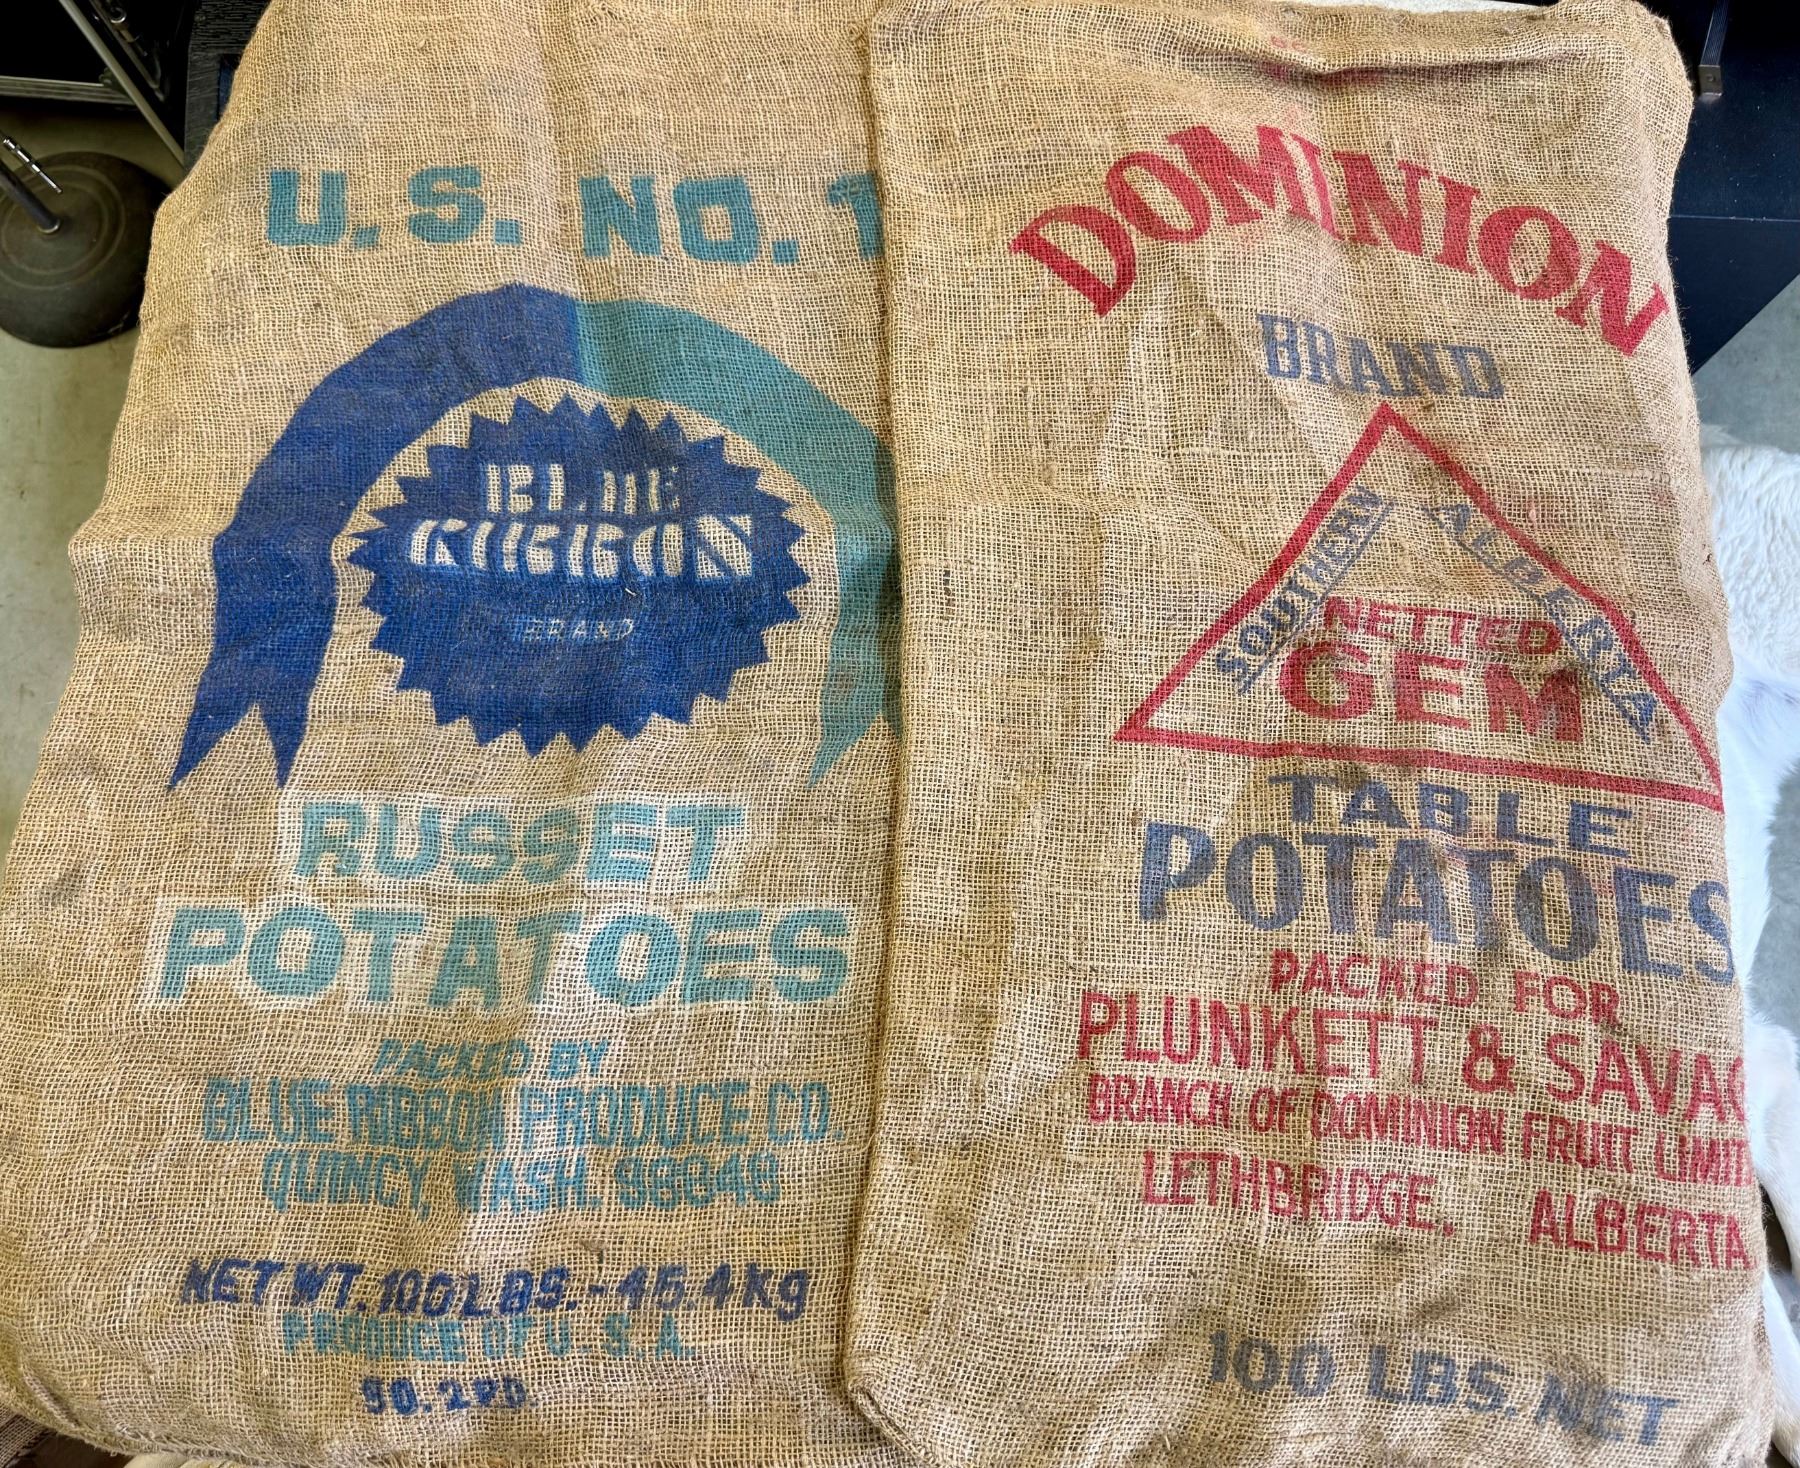 U.S. NO. 1
BLUE
RIBBON
BRAND
RUSSET
POTATOES
PACKED BY
BLUE RIBBON PRODUCE CO.
QUINCY, WASH. 98848
NET WT. 100 LBS. - 45.4 Kg
PRODUCE OF U.S.A.
DOMINION
BRAND
SOUTHERN ALBERTA
NETTED
GEM
TABLE
POTATOES
PACKED FOR
PLUNKETT & SAVAG
BRANCH OF DOMINION FRUIT LIMIT
LETHBRIDGE, ALBERTA
100 LBS. NET